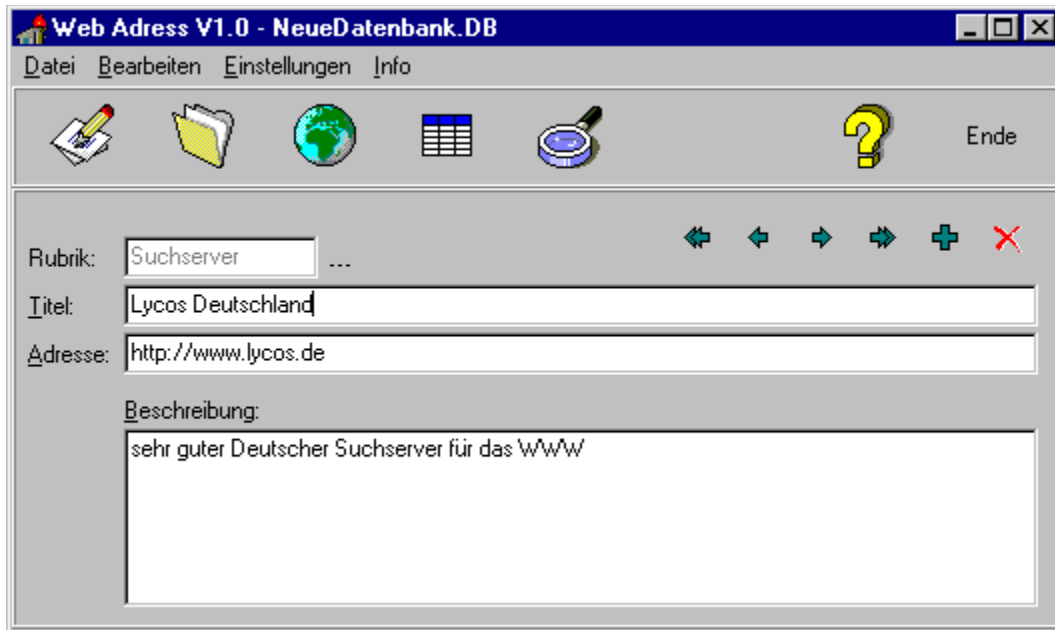 Web Adress V1.0 - NeueDatenbank.DB
Datei Bearbeiten Einstellungen Info
Ende
Rubrik: Suchserver ...
Titel: Lycos Deutschland
Adresse: http://www.lycos.de
Beschreibung:
sehr guter Deutscher Suchserver für das WWW